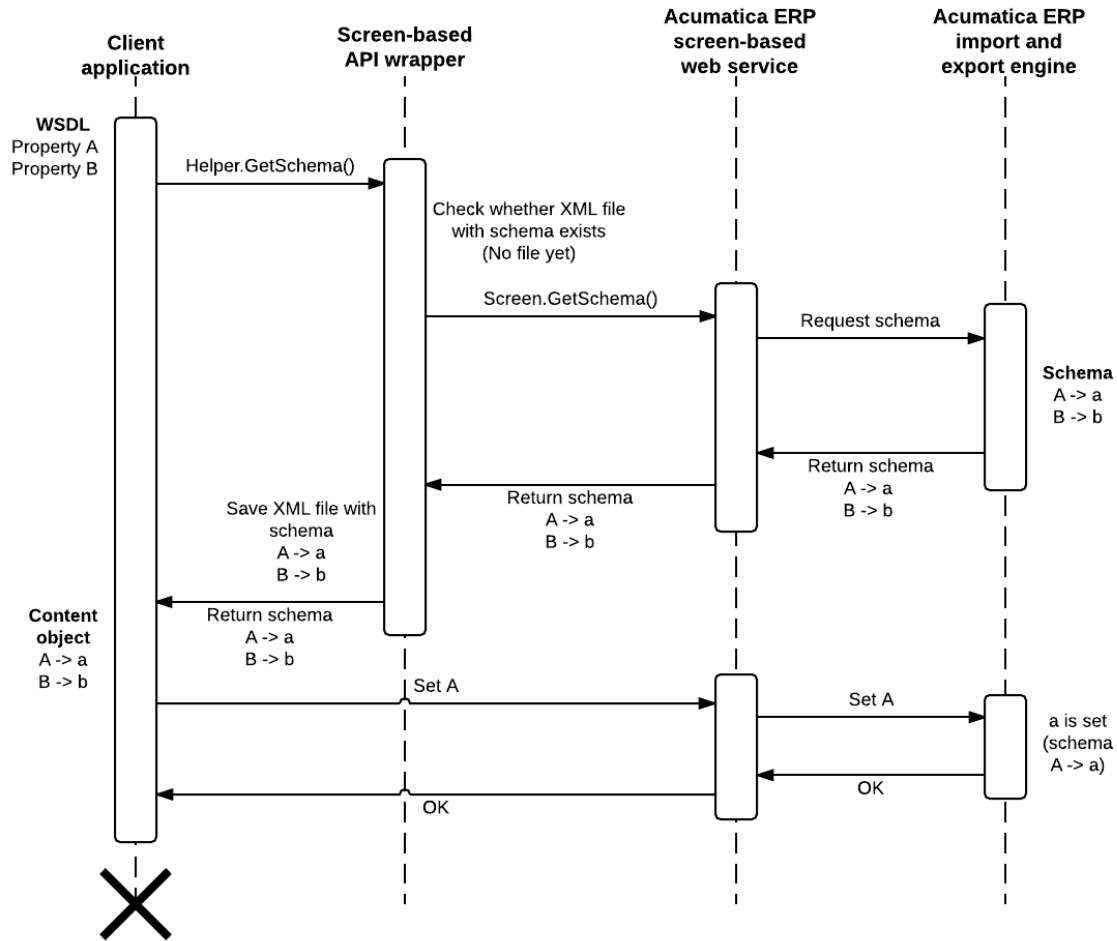 Client
application
Screen-based
API wrapper
Acumatica ERP
screen-based
web service
Acumatica ERP
import and
export engine
WSDL
Property A
Property B
Helper.GetSchema()
Check whether XML file
with schema exists
(No file yet)
Screen.GetSchema()
Request schema
Schema
A -> a
B -> b
Return schema
A -> a
B -> b
Return schema
A -> a
B -> b
Save XML file with
schema
A -> a
B -> b
Return schema
A -> a
B -> b
Content
object
A -> a
B -> b
Set A
Set A
a is set
(schema
A -> a)
OK
OK